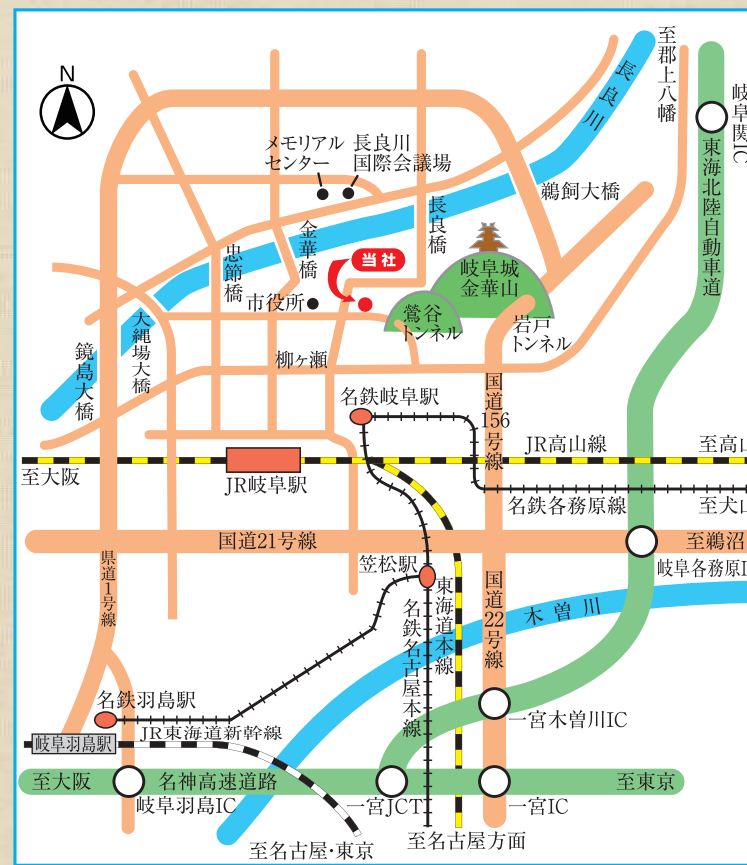 N
至郡上八幡
岐阜関IC
長良川
東海北陸自動車道
メモリアル
センター
長良川
国際会議場
鵜飼大橋
長良橋
金華橋
忠節橋
当社
岐阜城
金華山
市役所
鶯谷
トンネル
岩戸
トンネル
大縄場大橋
鏡島大橋
柳ヶ瀬
名鉄岐阜駅
国道156号線
JR高山線
至高山
至大阪
JR岐阜駅
名鉄各務原線
至犬山
国道21号線
至鵜沼
県道1号線
笠松駅
岐阜各務原I
東海道本線
国道22号線
木曽川
名鉄名古屋本線
名鉄羽島駅
JR東海道新幹線
岐阜羽島駅
一宮木曽川IC
至大阪
名神高速道路
至東京
岐阜羽島IC
一宮JCT
一宮IC
至名古屋・東京
至名古屋方面